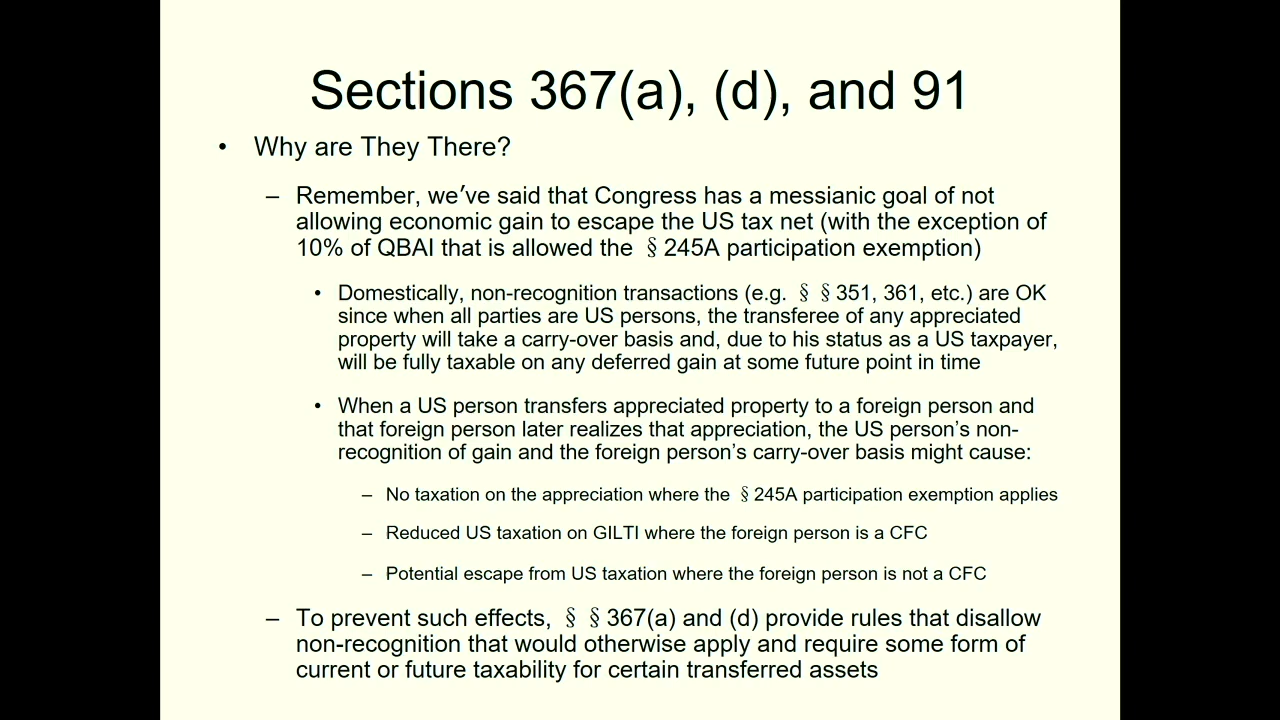 Sections 367(a), (d), and 91
• Why are They There?
– Remember, we’ve said that Congress has a messianic goal of not
allowing economic gain to escape the US tax net (with the exception of
10% of QBAI that is allowed the §245A participation exemption)
• Domestically, non-recognition transactions (e.g. § §351, 361, etc.) are OK
since when all parties are US persons, the transferee of any appreciated
property will take a carry-over basis and, due to his status as a US taxpayer,
will be fully taxable on any deferred gain at some future point in time
• When a US person transfers appreciated property to a foreign person and
that foreign person later realizes that appreciation, the US person’s non-
recognition of gain and the foreign person’s carry-over basis might cause:
– No taxation on the appreciation where the §245A participation exemption applies
– Reduced US taxation on GILTI where the foreign person is a CFC
– Potential escape from US taxation where the foreign person is not a CFC
– To prevent such effects, § §367(a) and (d) provide rules that disallow
non-recognition that would otherwise apply and require some form of
current or future taxability for certain transferred assets